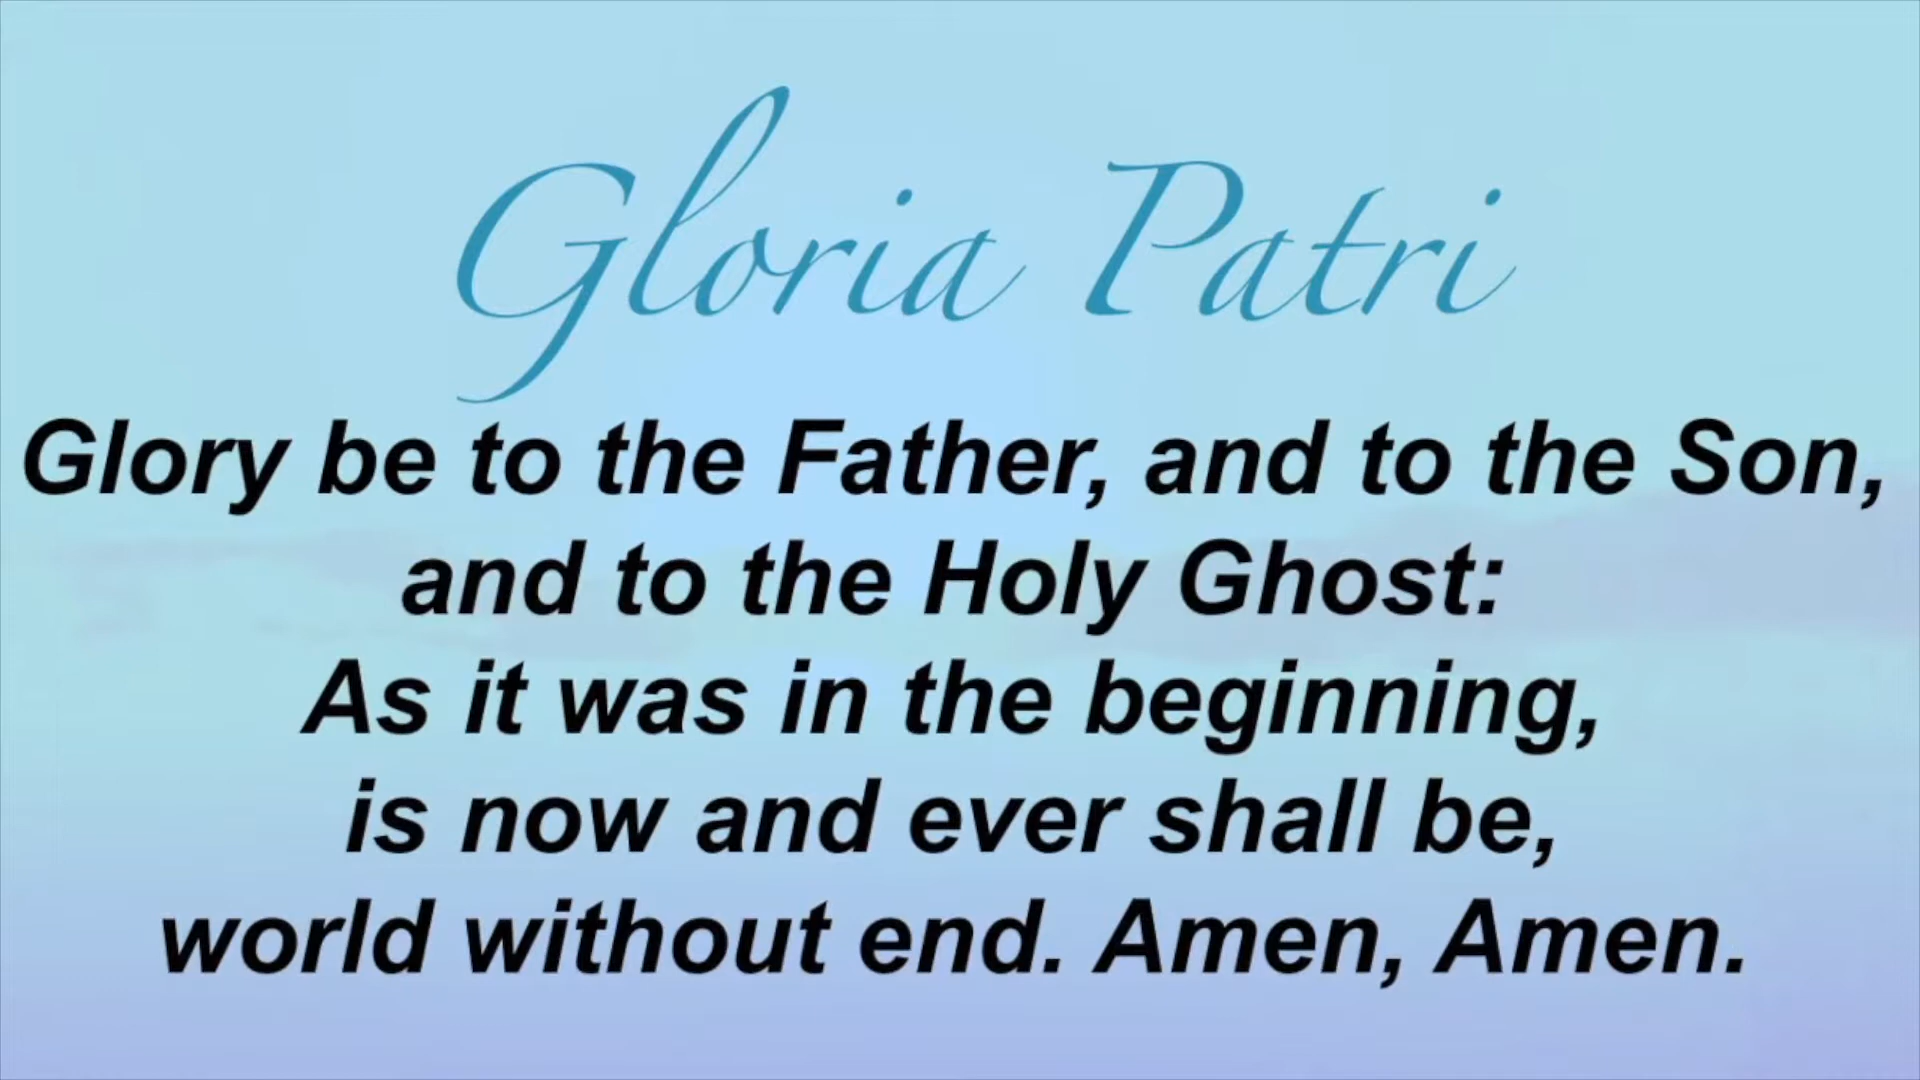 Gloria Patri
Glory be to the Father, and to the Son,
and to the Holy Ghost:
As it was in the beginning,
is now and ever shall be,
world without end. Amen, Amen.